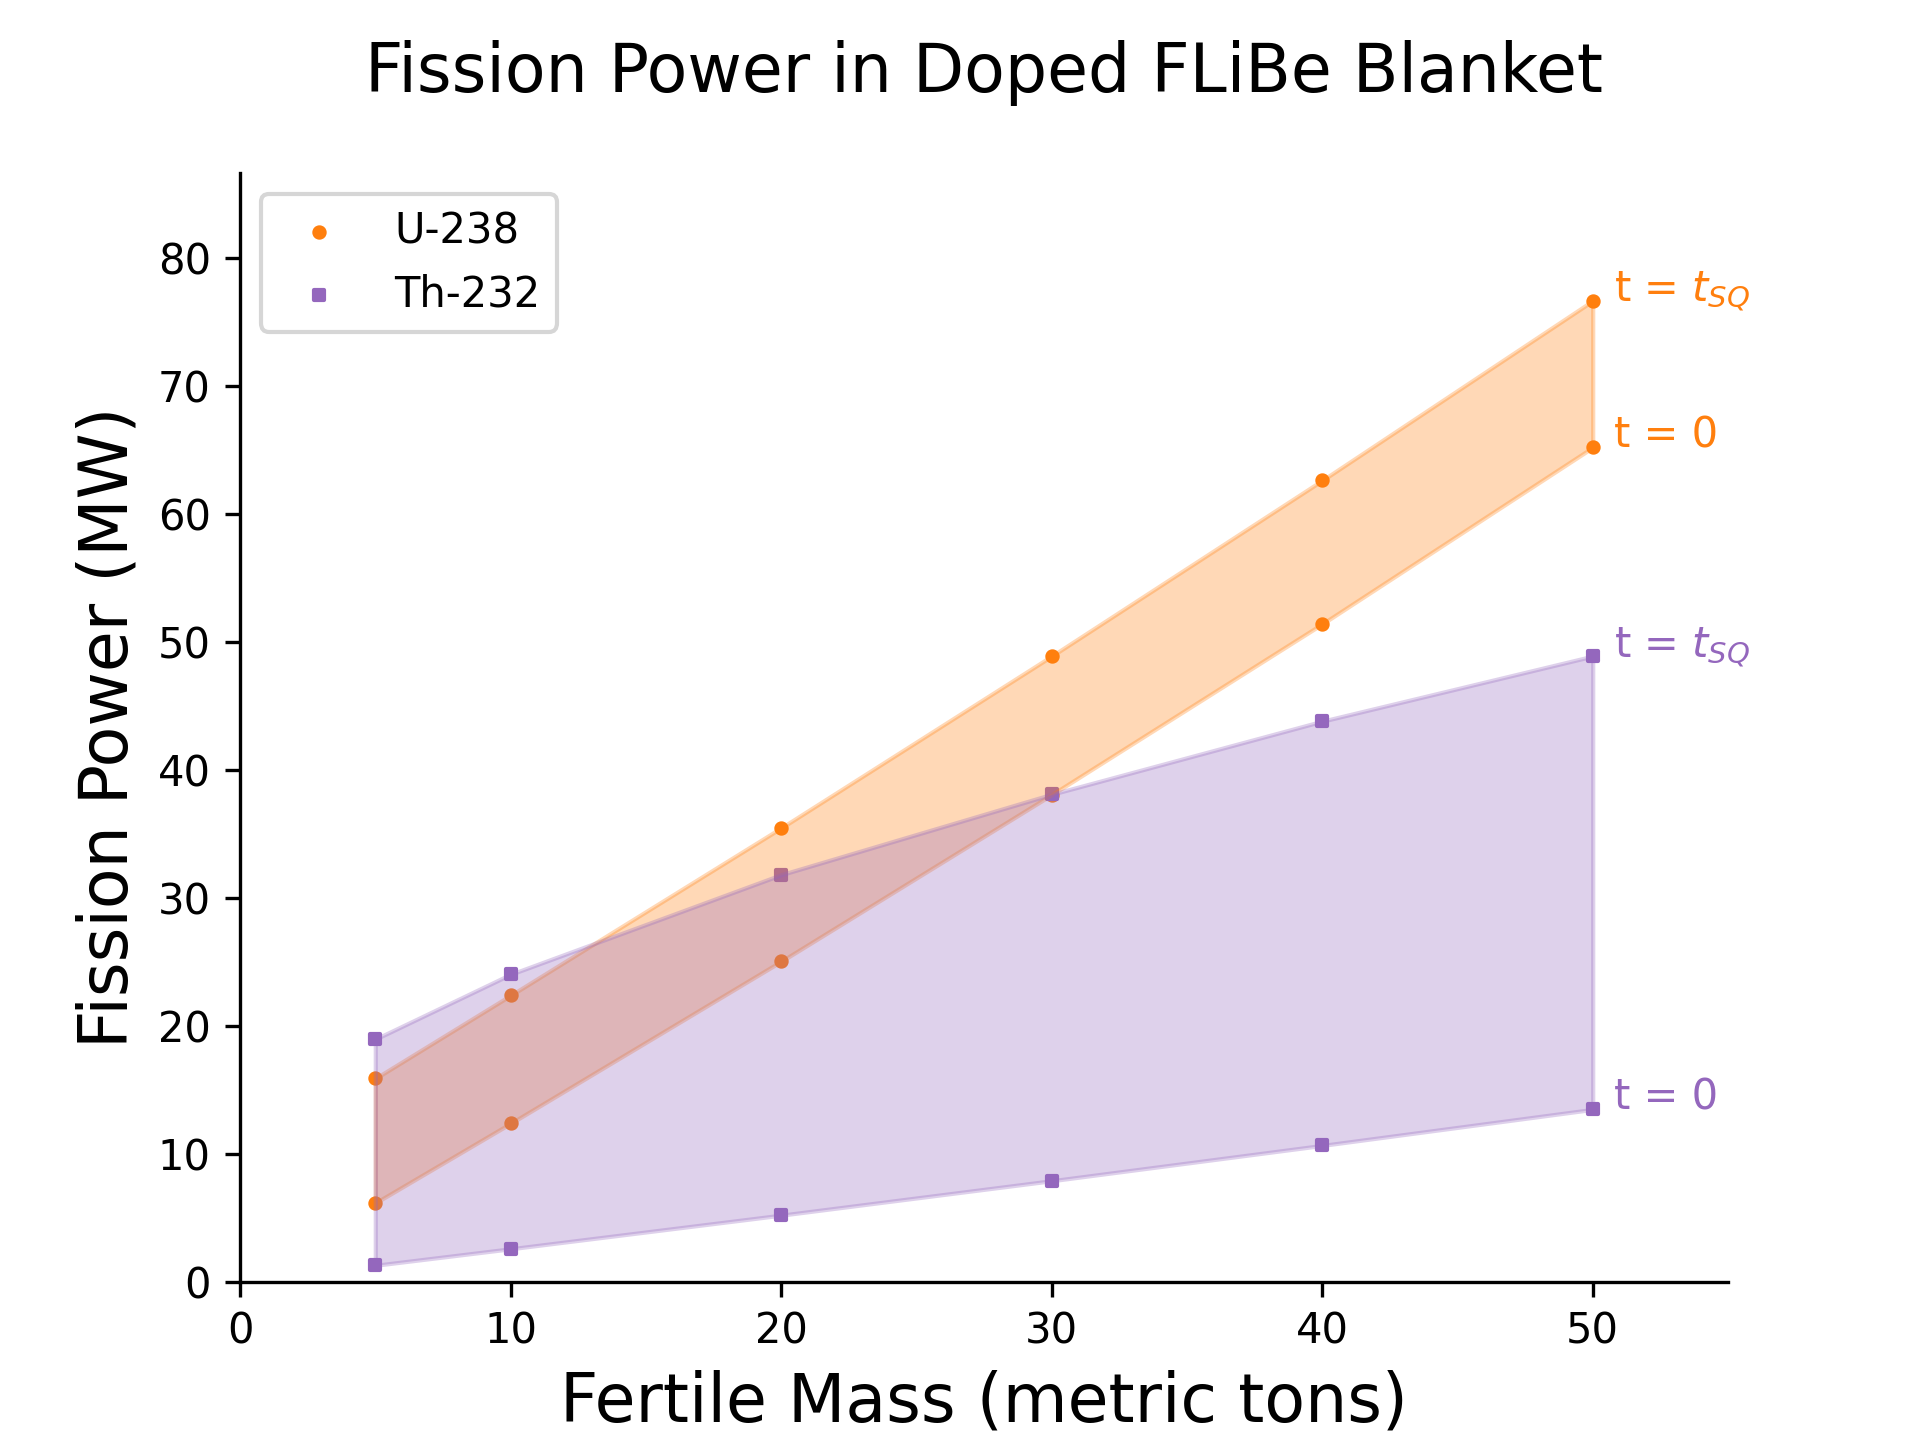 Fission Power in Doped FLiBe Blanket
U-238
Th-232
80
70
60
50
40
30
20
10
0
Fission Power (MW)
t = t_SQ
t = 0
t = t_SQ
t = 0
0 10 20 30 40 50
Fertile Mass (metric tons)